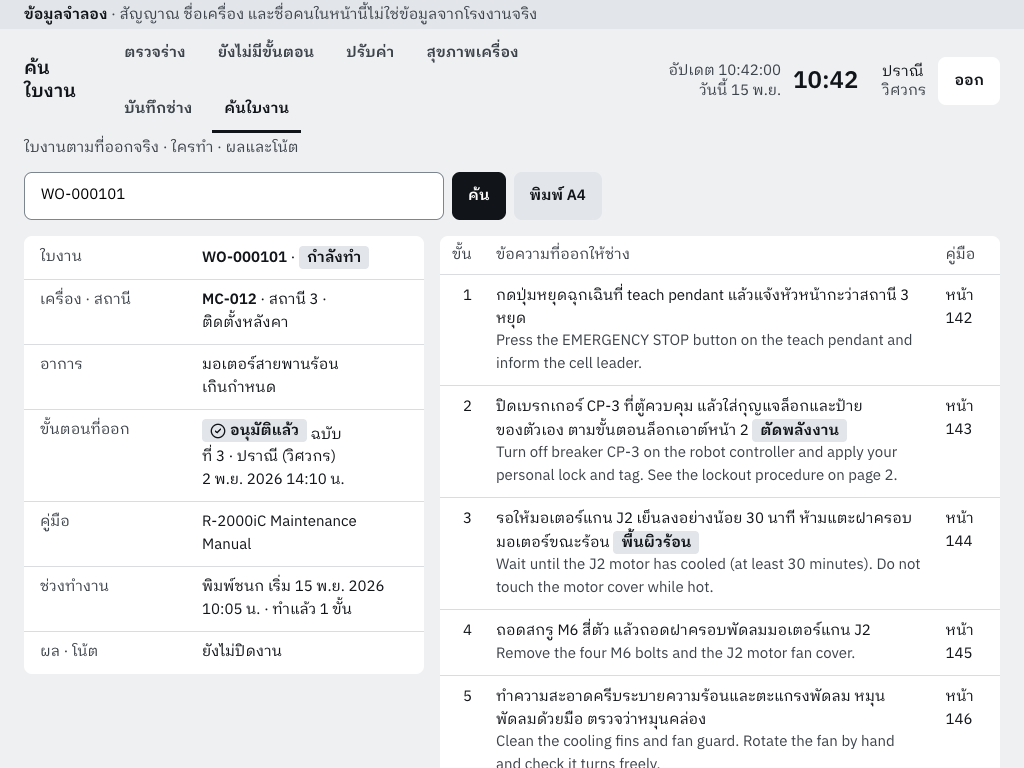 ข้อมูลจำลอง · สัญญาณ ชื่อเครื่อง และชื่อคนในหน้านี้ไม่ใช่ข้อมูลจากโรงงานจริง
ค้น
ใบงาน
ตรวจร่าง ยังไม่มีขั้นตอน ปรับค่า สุขภาพเครื่อง
บันทึกช่าง ค้นใบงาน
อัปเดต 10:42:00
วันนี้ 15 พ.ย.
10:42
ปราณี
วิศวกร
ออก
ใบงานตามที่ออกจริง · ใครทำ · ผลและโน้ต
WO-000101
ค้น
พิมพ์ A4
ใบงาน
WO-000101 · กำลังทำ
เครื่อง · สถานี
MC-012 · สถานี 3 ·
ติดตั้งหลังคา
อาการ
มอเตอร์สายพานร้อน
เกินกำหนด
ขั้นตอนที่ออก
อนุมัติแล้ว ฉบับ
ที่ 3 · ปราณี (วิศวกร)
2 พ.ย. 2026 14:10 น.
คู่มือ
R-2000iC Maintenance
Manual
ช่วงทำงาน
พิมพ์ชนก เริ่ม 15 พ.ย. 2026
10:05 น. · ทำแล้ว 1 ขั้น
ผล · โน้ต
ยังไม่ปิดงาน
ขั้น ข้อความที่ออกให้ช่าง คู่มือ
1
กดปุ่มหยุดฉุกเฉินที่ teach pendant แล้วแจ้งหัวหน้ากะว่าสถานี 3
หยุด
Press the EMERGENCY STOP button on the teach pendant and
inform the cell leader.
หน้า
142
2
ปิดเบรกเกอร์ CP-3 ที่ตู้ควบคุม แล้วใส่กุญแจล็อกและป้าย
ของตัวเอง ตามขั้นตอนล็อกเอาต์หน้า 2 ตัดพลังงาน
Turn off breaker CP-3 on the robot controller and apply your
personal lock and tag. See the lockout procedure on page 2.
หน้า
143
3
รอให้มอเตอร์แกน J2 เย็นลงอย่างน้อย 30 นาที ห้ามแตะฝาครอบ
มอเตอร์ขณะร้อน พื้นผิวร้อน
Wait until the J2 motor has cooled (at least 30 minutes). Do not
touch the motor cover while hot.
หน้า
144
4
ถอดสกรู M6 สี่ตัว แล้วถอดฝาครอบพัดลมมอเตอร์แกน J2
Remove the four M6 bolts and the J2 motor fan cover.
หน้า
145
5
ทำความสะอาดครีบระบายความร้อนและตะแกรงพัดลม หมุน
พัดลมด้วยมือ ตรวจว่าหมุนคล่อง
Clean the cooling fins and fan guard. Rotate the fan by hand
and check it turns freely.
หน้า
146